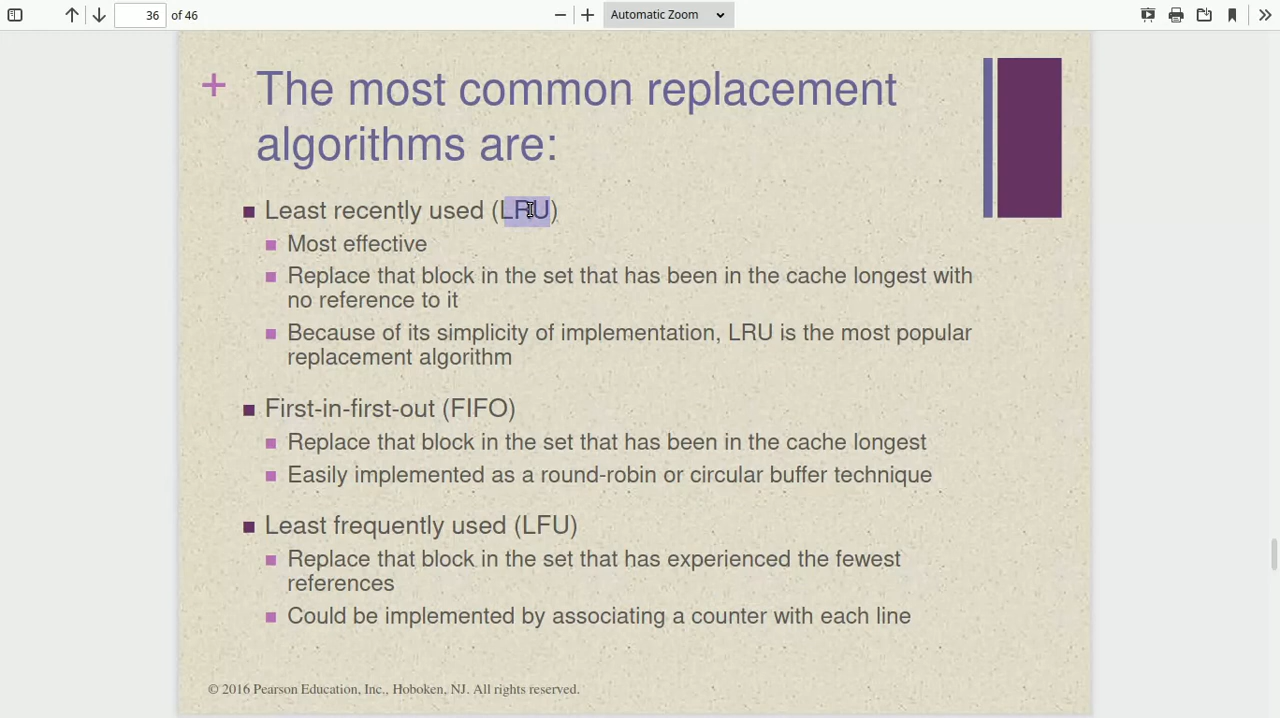 36 of 46 Automatic Zoom
+ The most common replacement
algorithms are:
Least recently used (LRU)
Most effective
Replace that block in the set that has been in the cache longest with
no reference to it
Because of its simplicity of implementation, LRU is the most popular
replacement algorithm
First-in-first-out (FIFO)
Replace that block in the set that has been in the cache longest
Easily implemented as a round-robin or circular buffer technique
Least frequently used (LFU)
Replace that block in the set that has experienced the fewest
references
Could be implemented by associating a counter with each line
© 2016 Pearson Education, Inc., Hoboken, NJ. All rights reserved.